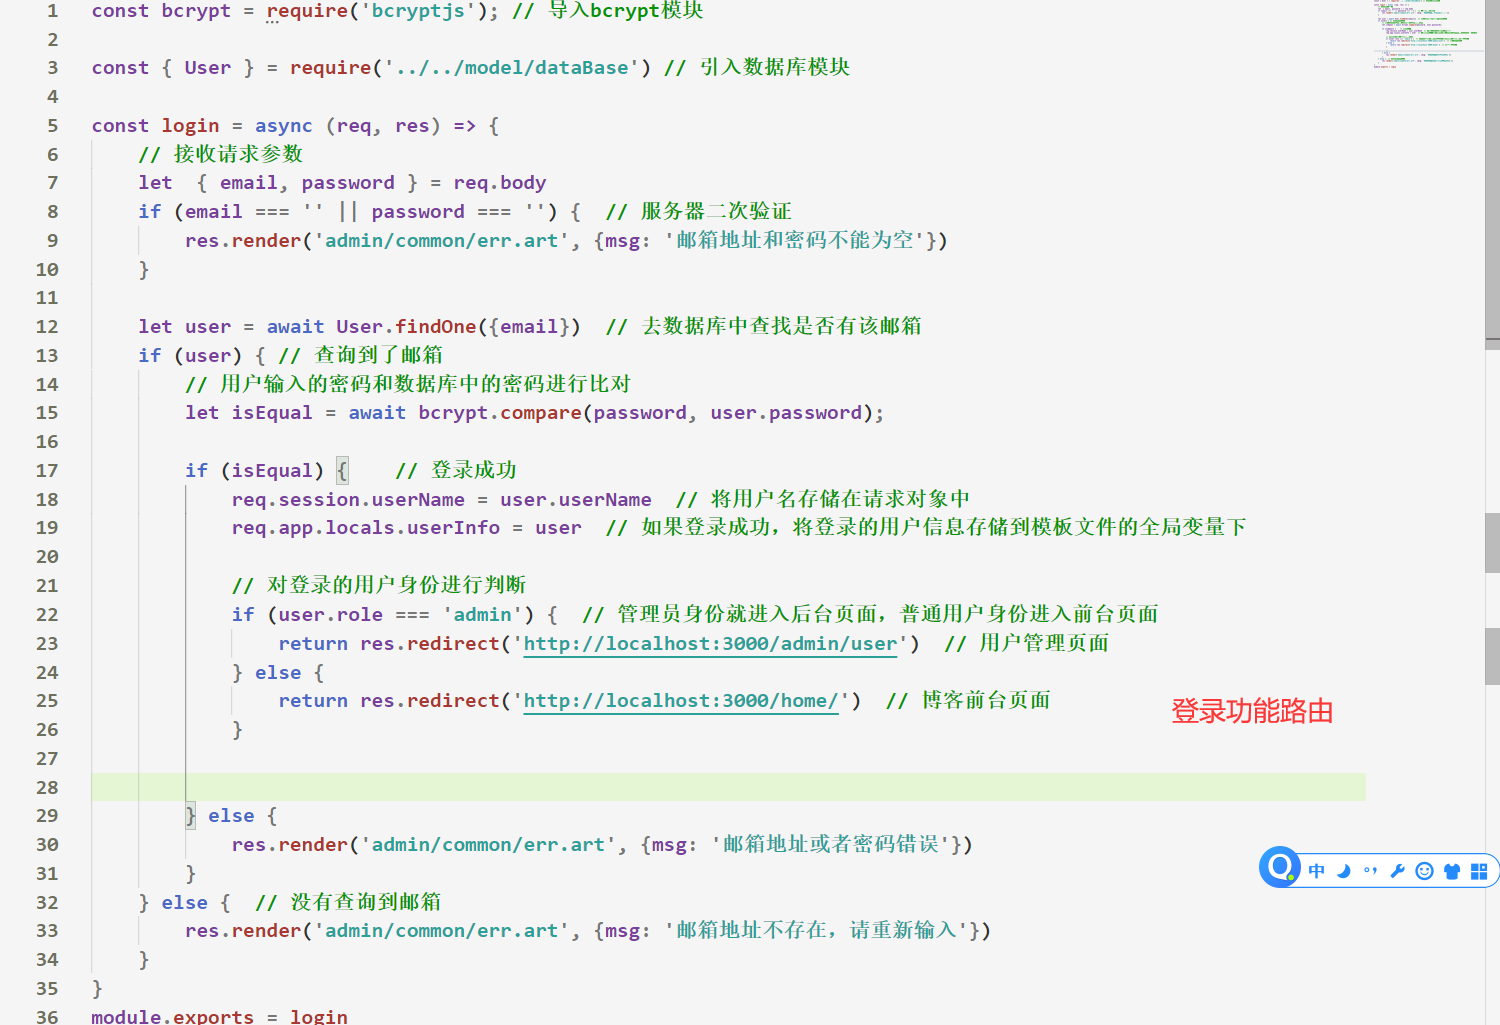 1 const bcrypt = require('bcryptjs'); // 导入bcrypt模块
2
3 const { User } = require('../../model/dataBase') // 引入数据库模块
4
5 const login = async (req, res) => {
6 // 接收请求参数
7 let  { email, password } = req.body
8 if (email === '' || password === '') {  // 服务器二次验证
9 res.render('admin/common/err.art', {msg: '邮箱地址和密码不能为空'})
10 }
11
12 let user = await User.findOne({email})  // 去数据库中查找是否有该邮箱
13 if (user) { // 查询到了邮箱
14 // 用户输入的密码和数据库中的密码进行比对
15 let isEqual = await bcrypt.compare(password, user.password);
16
17 if (isEqual) {    // 登录成功
18 req.session.userName = user.userName  // 将用户名存储在请求对象中
19 req.app.locals.userInfo = user  // 如果登录成功，将登录的用户信息存储到模板文件的全局变量下
20
21 // 对登录的用户身份进行判断
22 if (user.role === 'admin') {  // 管理员身份就进入后台页面，普通用户身份进入前台页面
23 return res.redirect('http://localhost:3000/admin/user')  // 用户管理页面
24 } else {
25 return res.redirect('http://localhost:3000/home/')  // 博客前台页面
登录功能路由
26 }
27
28
29 } else {
30 res.render('admin/common/err.art', {msg: '邮箱地址或者密码错误'})
31 }
中
32 } else {  // 没有查询到邮箱
33 res.render('admin/common/err.art', {msg: '邮箱地址不存在，请重新输入'})
34 }
35 }
36 module.exports = login